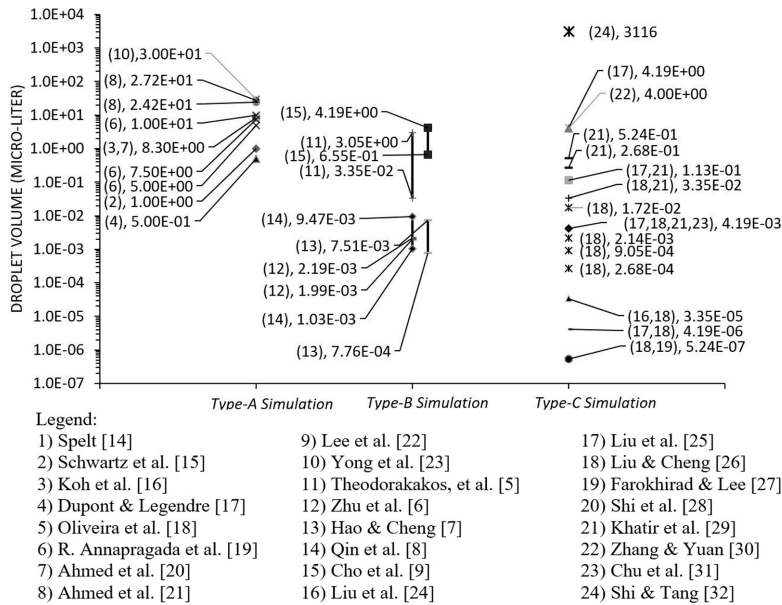 DROPLET VOLUME (MICRO-LITER)
1.0E+04
1.0E+03
1.0E+02
1.0E+01
1.0E+00
1.0E-01
1.0E-02
1.0E-03
1.0E-04
1.0E-05
1.0E-06
1.0E-07
(10),3.00E+01
(8), 2.72E+01
(8), 2.42E+01
(6), 1.00E+01
(3,7), 8.30E+00
(6), 7.50E+00
(6), 5.00E+00
(2), 1.00E+00
(4), 5.00E-01
(15), 4.19E+00
(11), 3.05E+00
(15), 6.55E-01
(11), 3.35E-02
(14), 9.47E-03
(13), 7.51E-03
(12), 2.19E-03
(12), 1.99E-03
(14), 1.03E-03
(13), 7.76E-04
(24), 3116
(17), 4.19E+00
(22), 4.00E+00
(21), 5.24E-01
(21), 2.68E-01
(17,21), 1.13E-01
(18,21), 3.35E-02
(18), 1.72E-02
(17,18,21,23), 4.19E-03
(18), 2.14E-03
(18), 9.05E-04
(18), 2.68E-04
(16,18), 3.35E-05
(17,18), 4.19E-06
(18,19), 5.24E-07
Type-A Simulation
Type-B Simulation
Type-C Simulation
Legend:
1) Spelt [14]
2) Schwartz et al. [15]
3) Koh et al. [16]
4) Dupont & Legendre [17]
5) Oliveira et al. [18]
6) R. Annapragada et al. [19]
7) Ahmed et al. [20]
8) Ahmed et al. [21]
9) Lee et al. [22]
10) Yong et al. [23]
11) Theodorakakos, et al. [5]
12) Zhu et al. [6]
13) Hao & Cheng [7]
14) Qin et al. [8]
15) Cho et al. [9]
16) Liu et al. [24]
17) Liu et al. [25]
18) Liu & Cheng [26]
19) Farokhirad & Lee [27]
20) Shi et al. [28]
21) Khatir et al. [29]
22) Zhang & Yuan [30]
23) Chu et al. [31]
24) Shi & Tang [32]